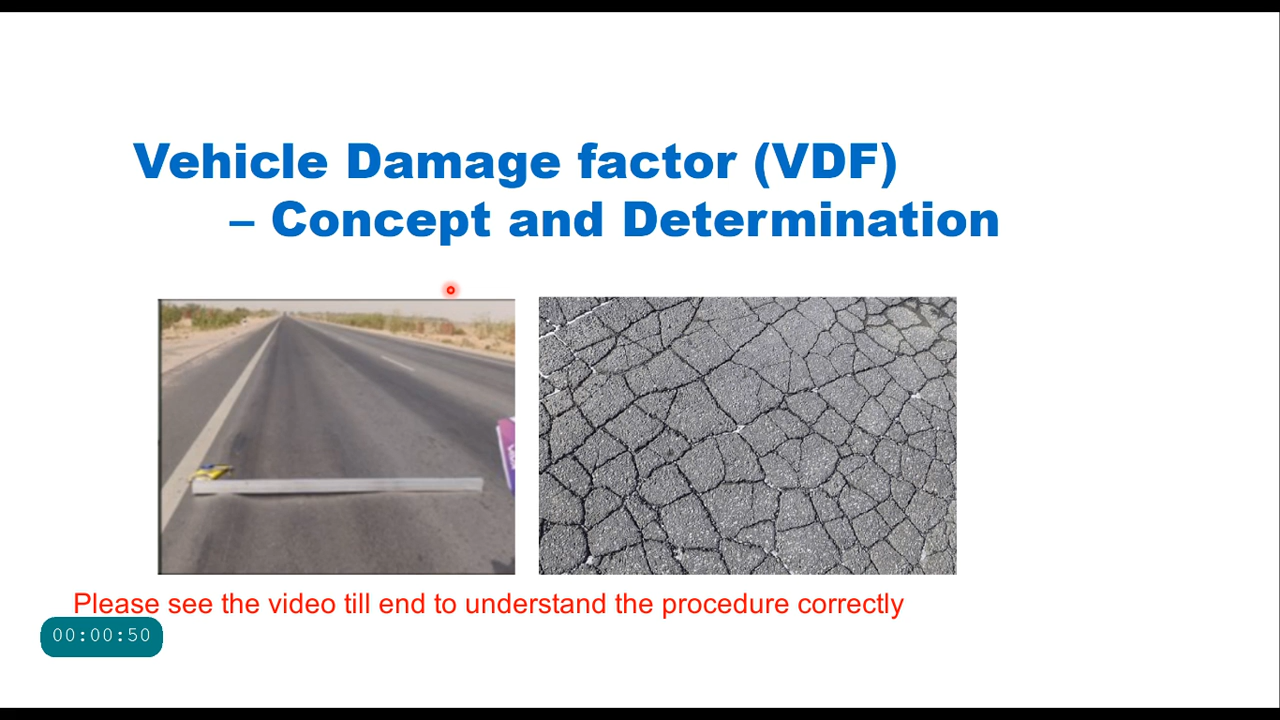 Vehicle Damage factor (VDF)
– Concept and Determination
Please see the video till end to understand the procedure correctly
00:00:50